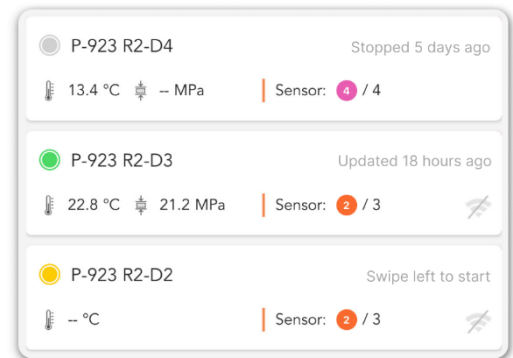 P-923 R2-D4 Stopped 5 days ago
13.4 °C -- MPa Sensor: 4 / 4
P-923 R2-D3 Updated 18 hours ago
22.8 °C 21.2 MPa Sensor: 2 / 3
P-923 R2-D2 Swipe left to start
-- °C Sensor: 2 / 3